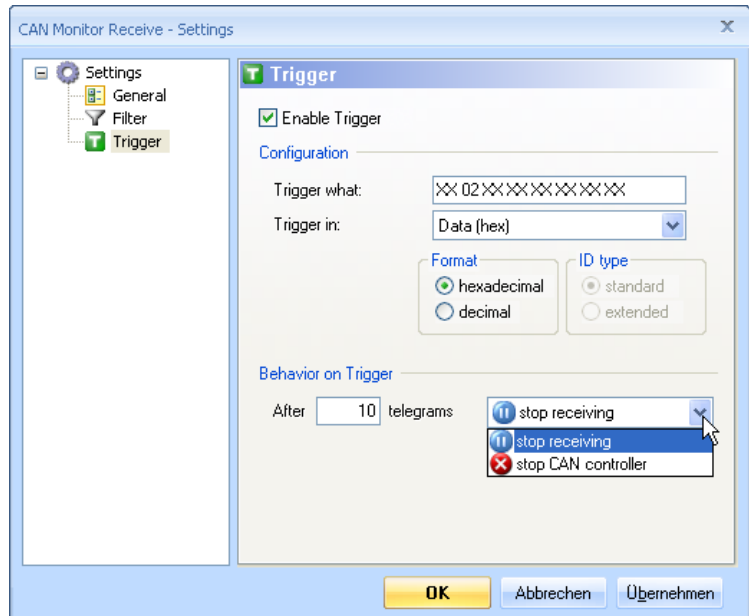 CAN Monitor Receive - Settings
Settings
General
Filter
Trigger
Trigger
Enable Trigger
Configuration
Trigger what: XX 02 XX XX XX XX XX XX
Trigger in: Data (hex)
Format
hexadecimal
decimal
ID type
standard
extended
Behavior on Trigger
After 10 telegrams stop receiving
stop receiving
stop CAN controller
OK Abbrechen Übernehmen